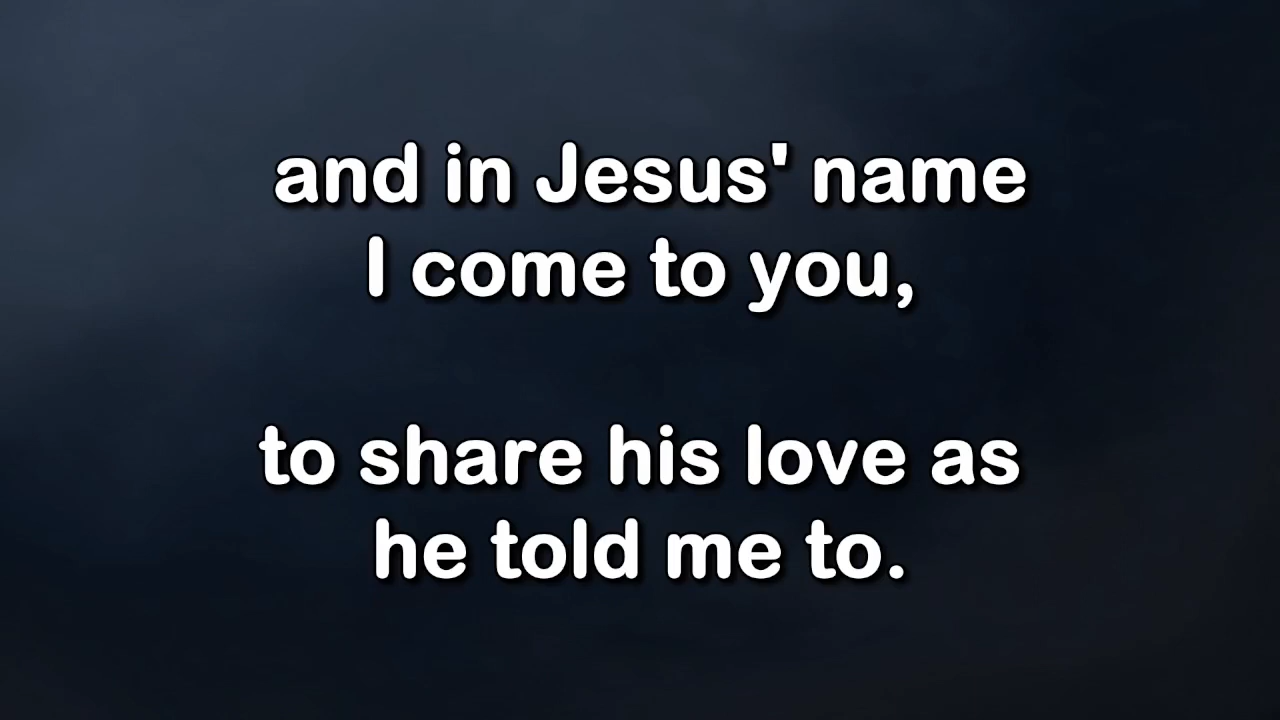 and in Jesus' name
I come to you,
to share his love as
he told me to.